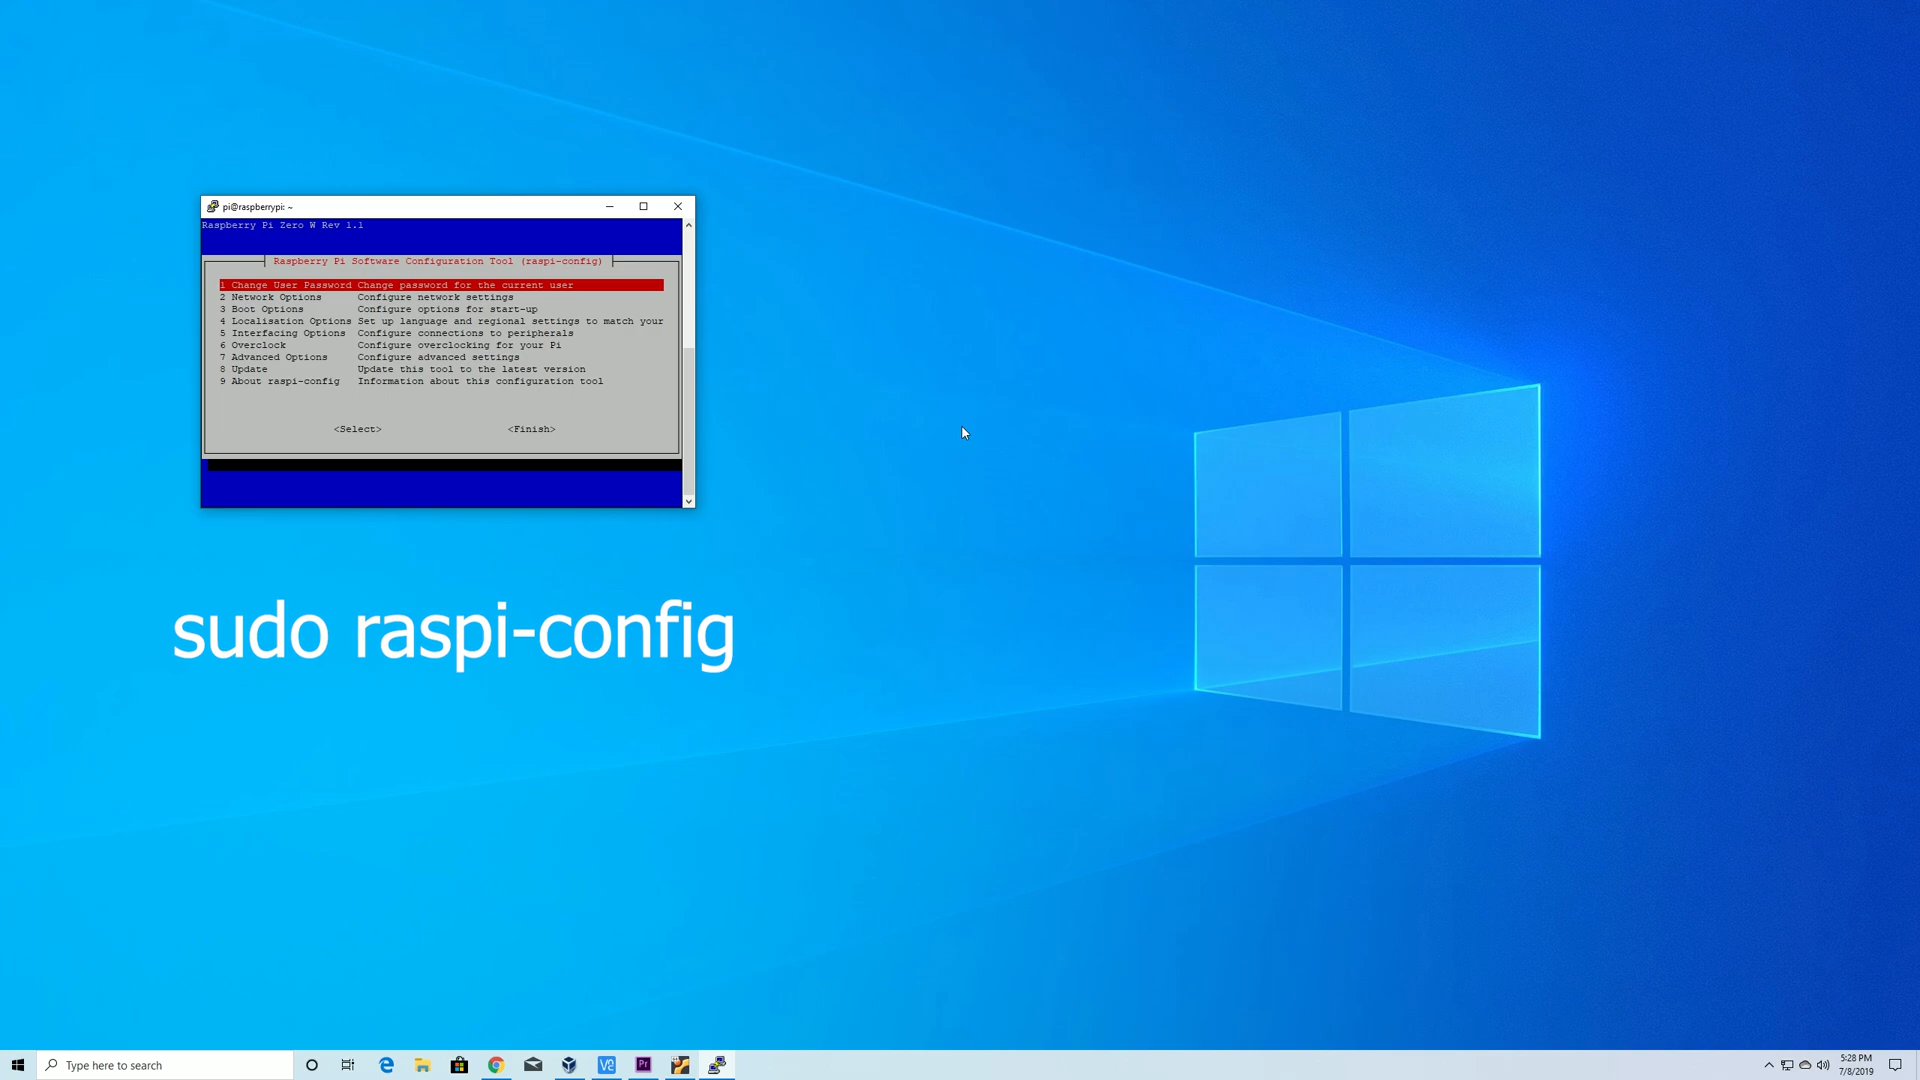 pi@raspberrypi: ~
Raspberry Pi Zero W Rev 1.1
Raspberry Pi Software Configuration Tool (raspi-config)
1 Change User Password Change password for the current user
2 Network Options Configure network settings
3 Boot Options Configure options for start-up
4 Localisation Options Set up language and regional settings to match your
5 Interfacing Options Configure connections to peripherals
6 Overclock Configure overclocking for your Pi
7 Advanced Options Configure advanced settings
8 Update Update this tool to the latest version
9 About raspi-config Information about this configuration tool
<Select> <Finish>
sudo raspi-config
Type here to search
Pr
5:28 PM
7/8/2019